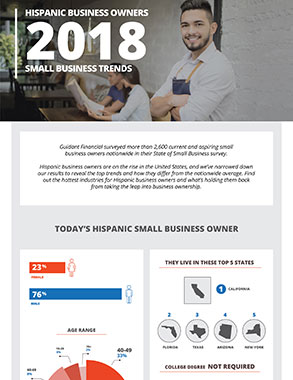 HISPANIC BUSINESS OWNERS
2018
SMALL BUSINESS TRENDS
Guidant Financial surveyed more than 2,600 current and aspiring small
business owners nationwide in their State of Small Business survey.
Hispanic business owners are on the rise in the United States, and we've narrowed down
our results to reveal the top trends and how they differ from the nationwide average. Find
out the hottest industries for Hispanic business owners and what's holding them back
from taking the leap into business ownership.
TODAY'S HISPANIC SMALL BUSINESS OWNER
23%
FEMALE
76%
MALE
AGE RANGE
40-49
33%
THEY LIVE IN THESE TOP 5 STATES
1 CALIFORNIA
2 3 4 5
FLORIDA TEXAS ARIZONA NEW YORK
COLLEGE DEGREE NOT REQUIRED